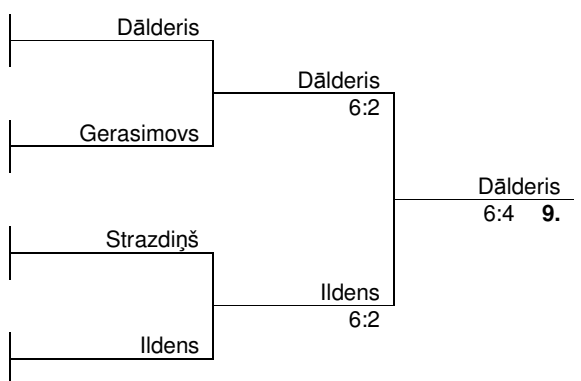 Dālderis
Dālderis
6:2
Gerasimovs
Dālderis
6:4 9.
Strazdiņš
Ildens
6:2
Ildens